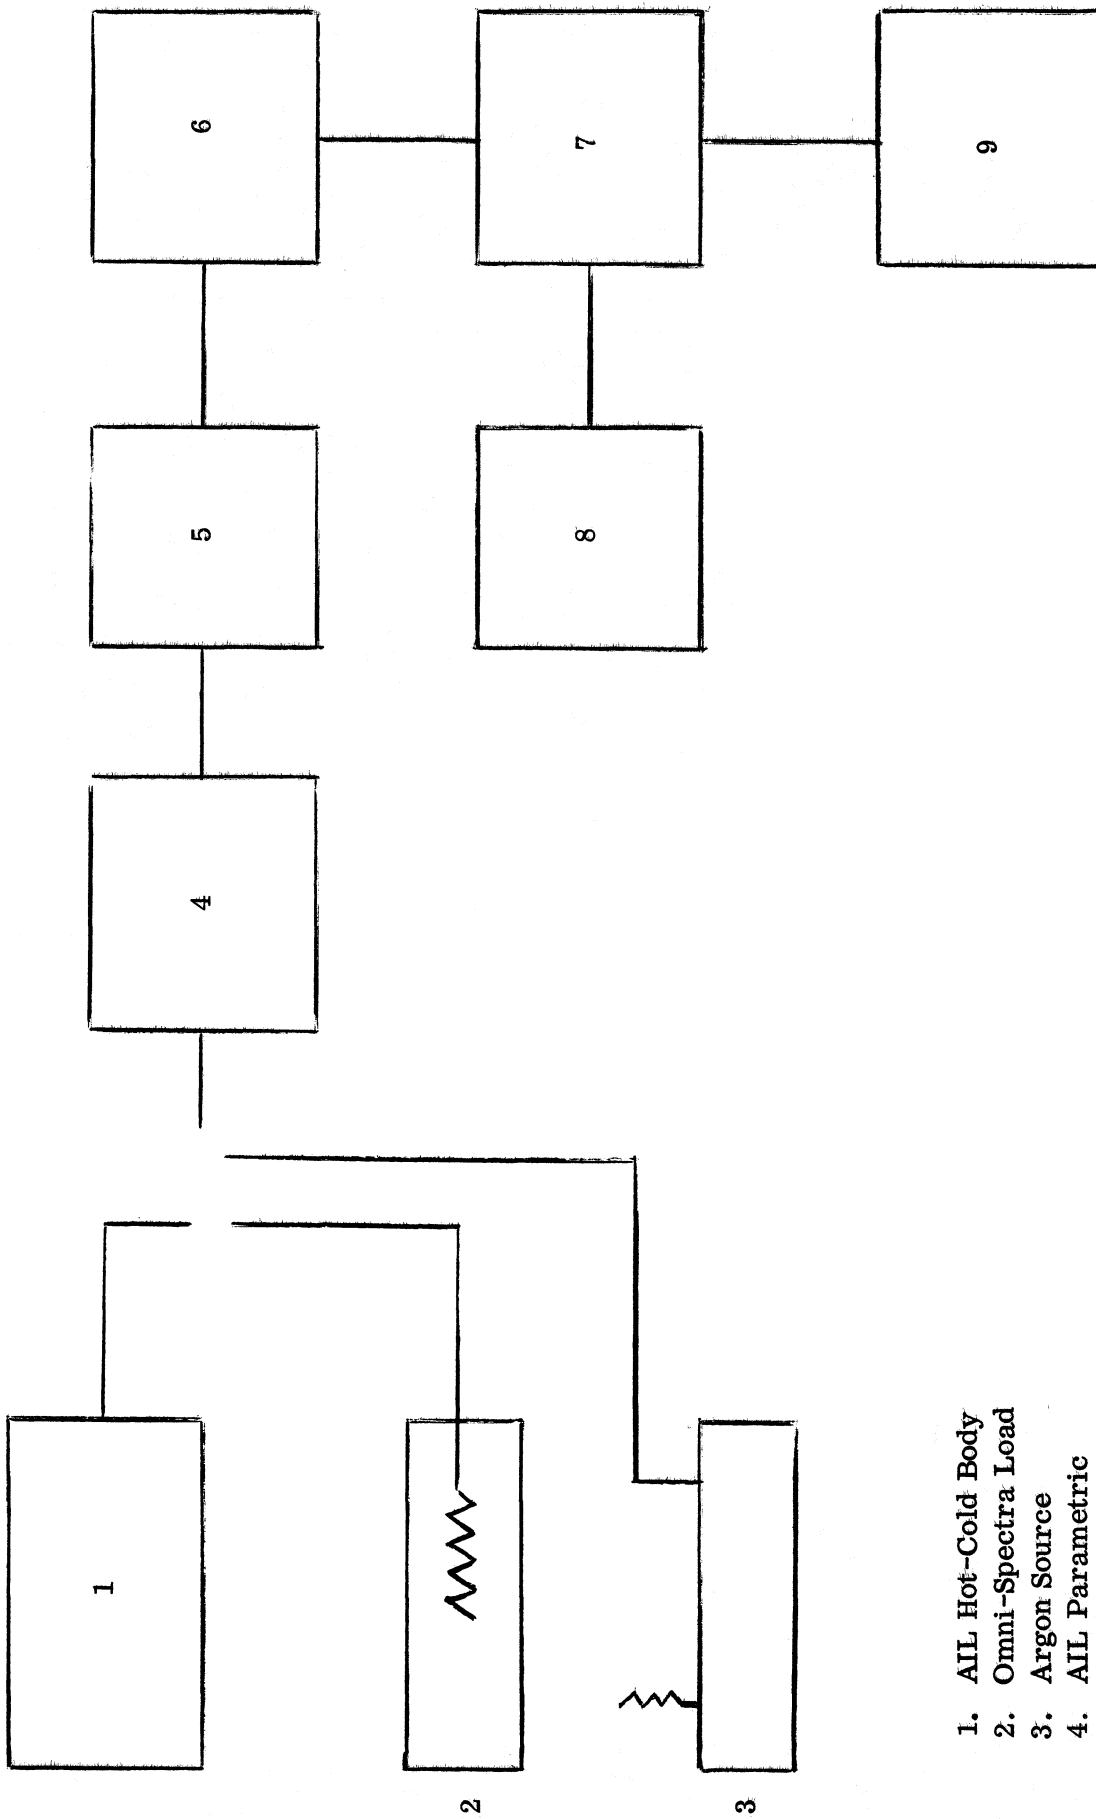 1
2
3
4
5
6
7
8
9
1. AIL Hot-Cold Body
2. Omni-Spectra Load
3. Argon Source
4. AIL Parametric